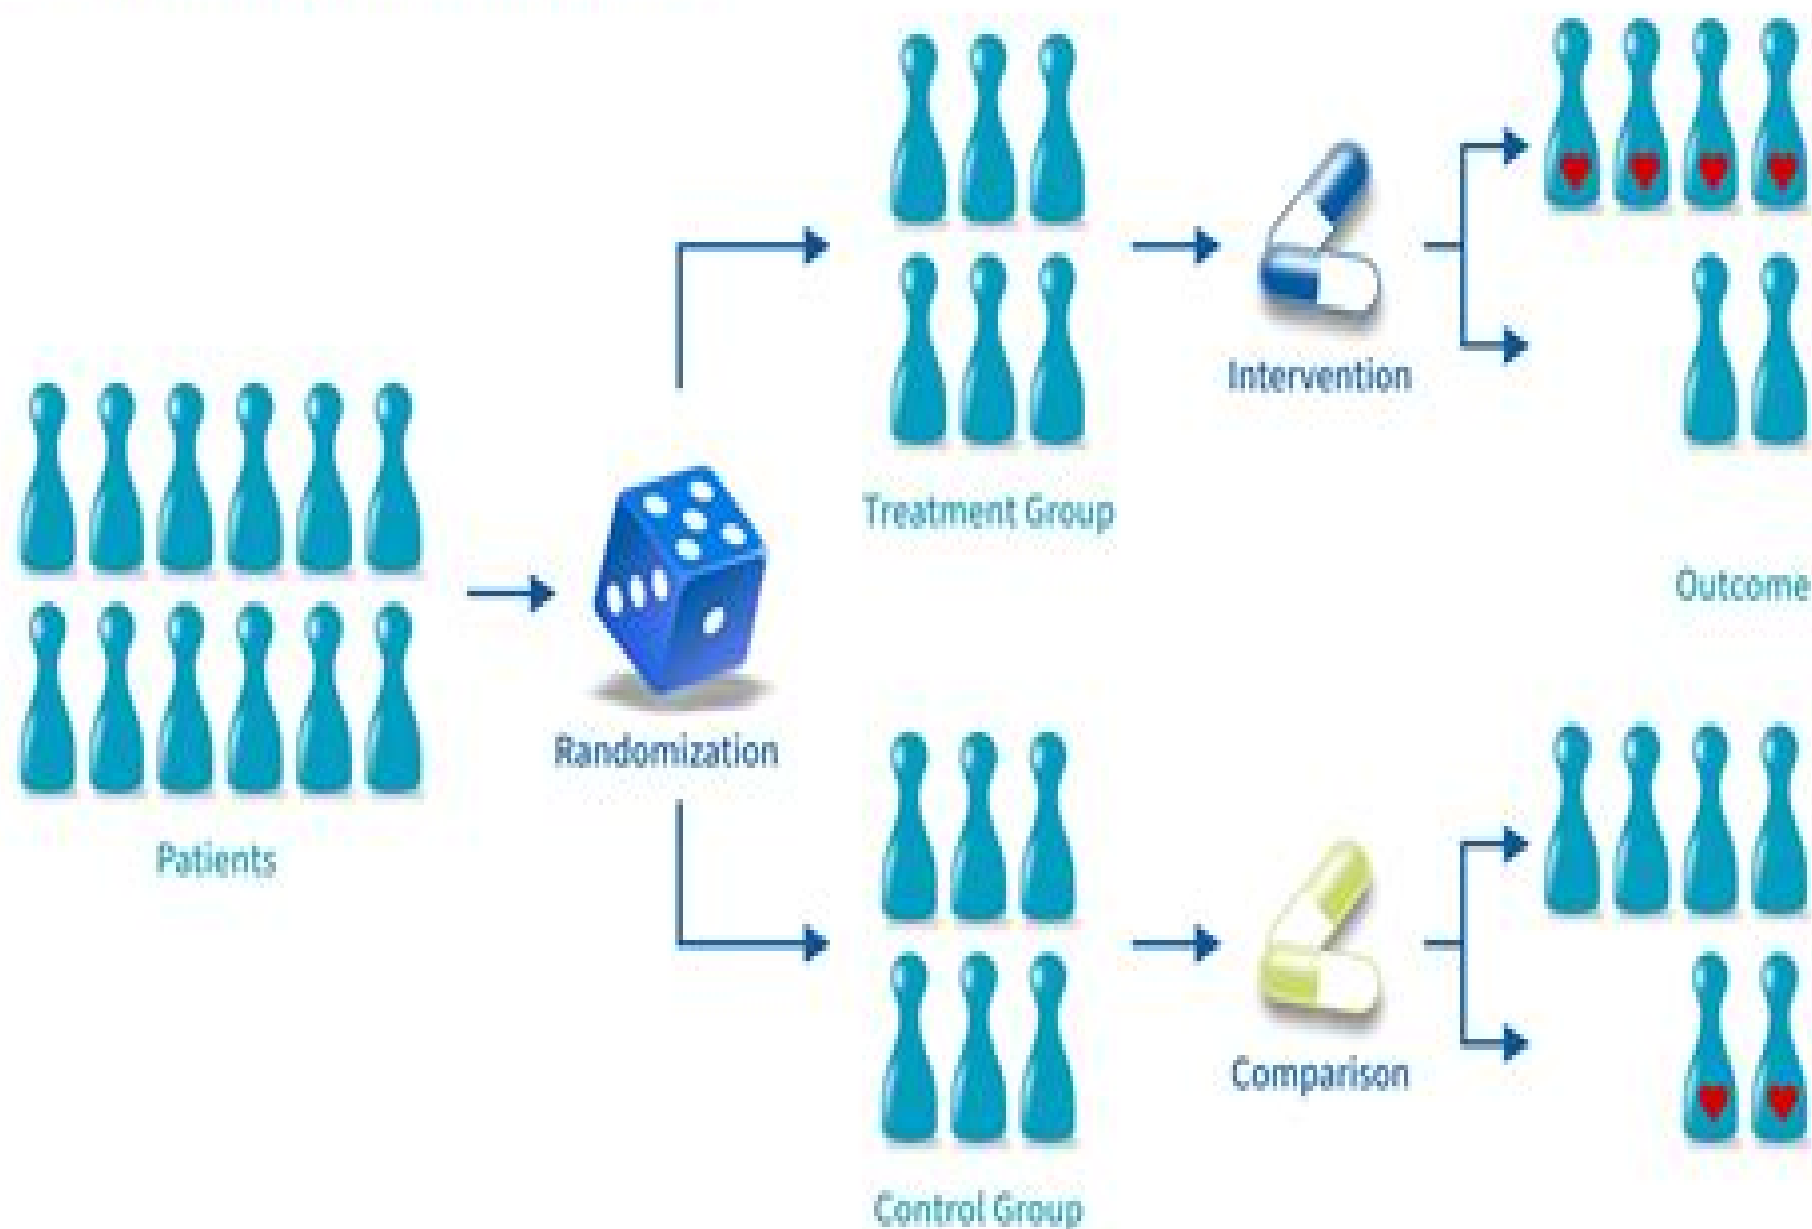 Patients
Randomization
Treatment Group
Intervention
Outcome
Control Group
Comparison